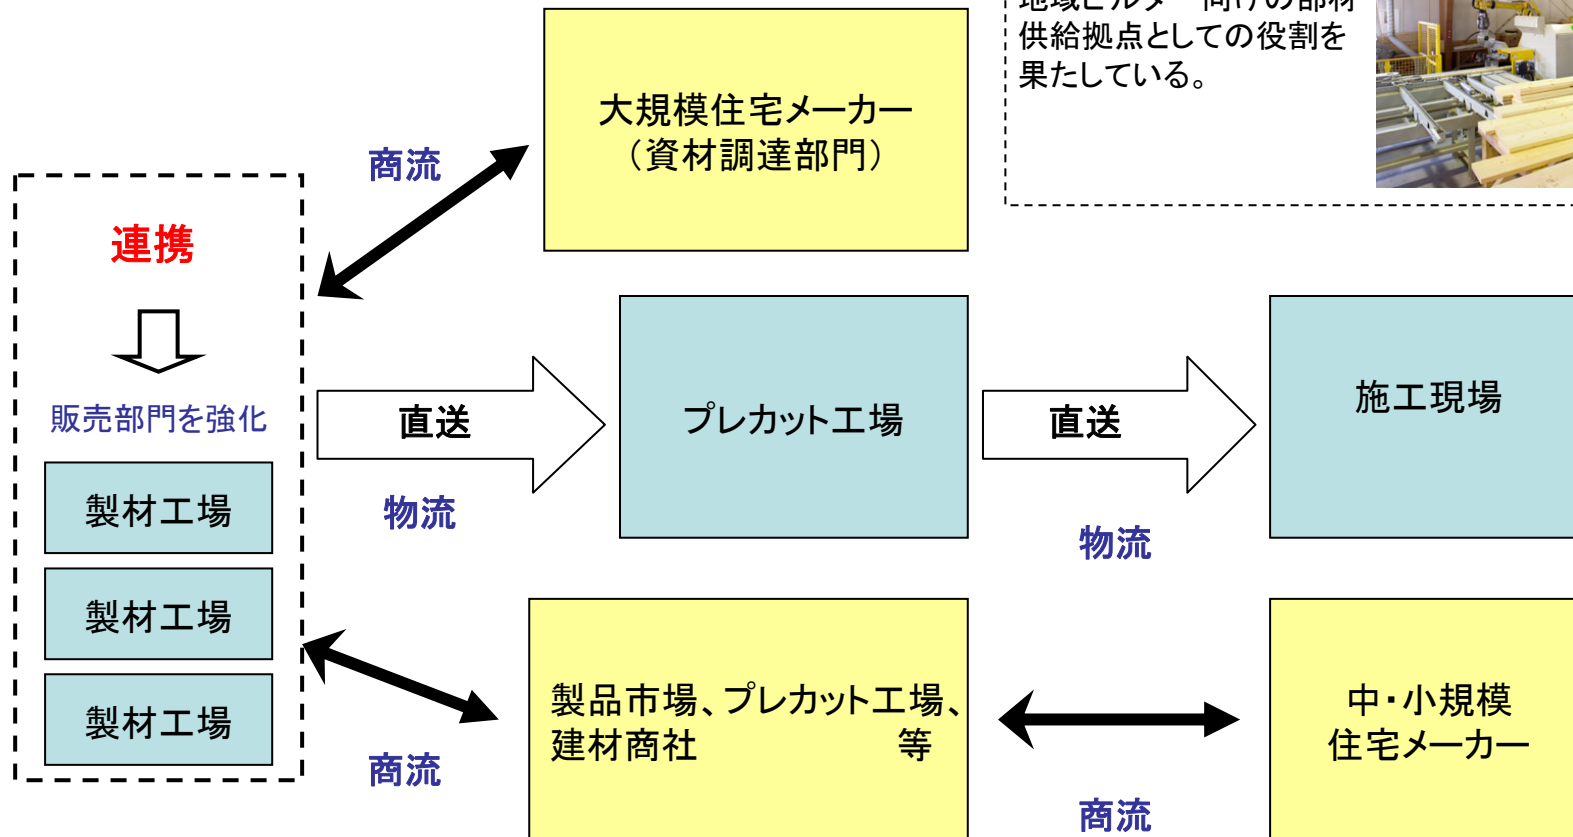 供給拠点としての役割を
果たしている。
大規模住宅メーカー
（資材調達部門）
商流
連携
販売部門を強化
製材工場
製材工場
製材工場
直送
物流
プレカット工場
直送
物流
施工現場
商流
製品市場、プレカット工場、
建材商社　　　　　等
商流
中・小規模
住宅メーカー